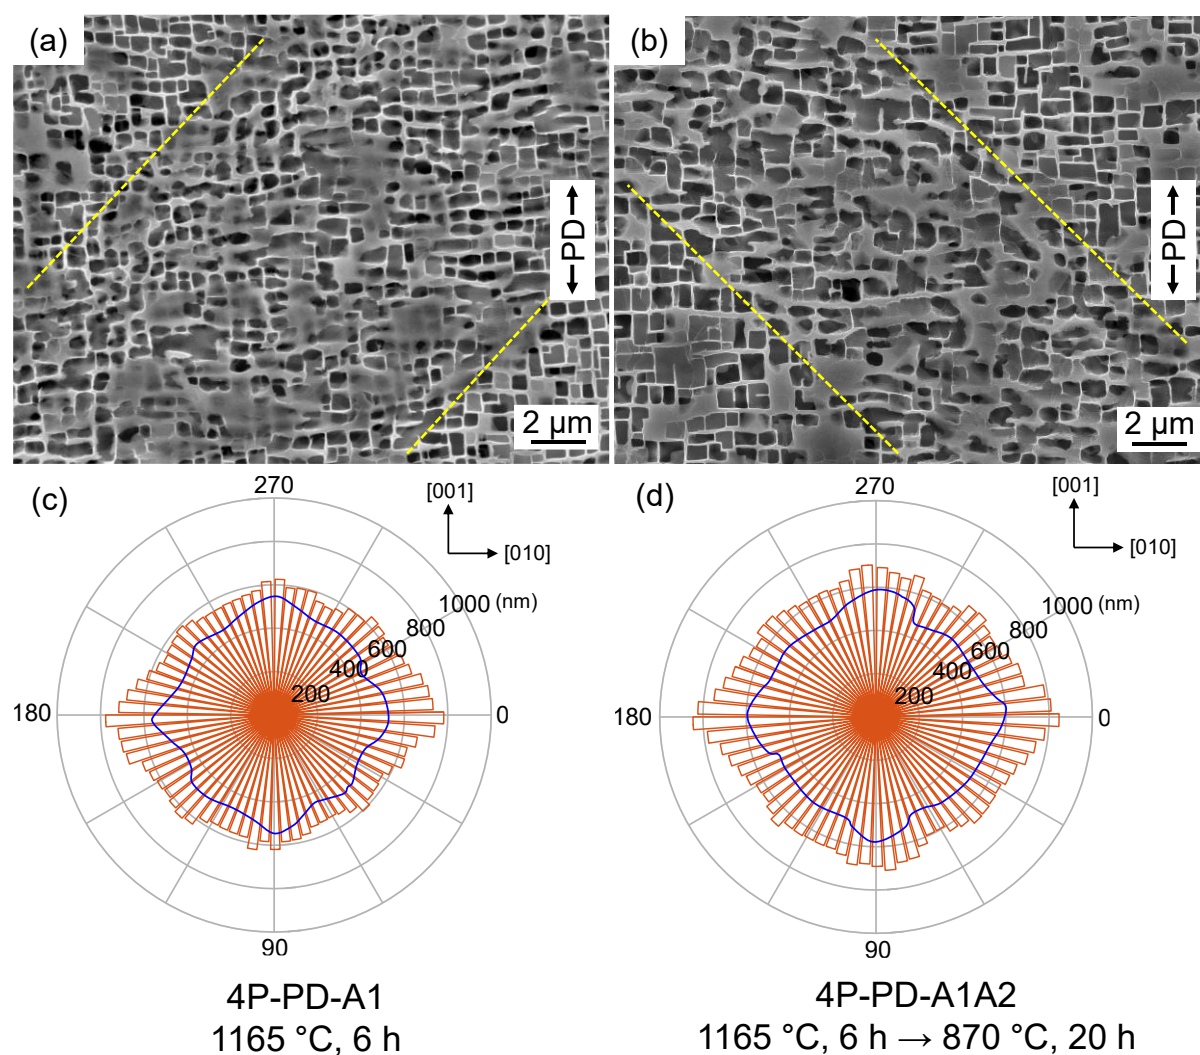 (a)
(b)
PD
PD
2 µm
2 µm
(c)
270
[001]
[010]
1000 (nm)
800
600
400
200
180
0
90
(d)
270
[001]
[010]
1000 (nm)
800
600
400
200
180
0
90
4P-PD-A1
1165 °C, 6 h
4P-PD-A1A2
1165 °C, 6 h → 870 °C, 20 h